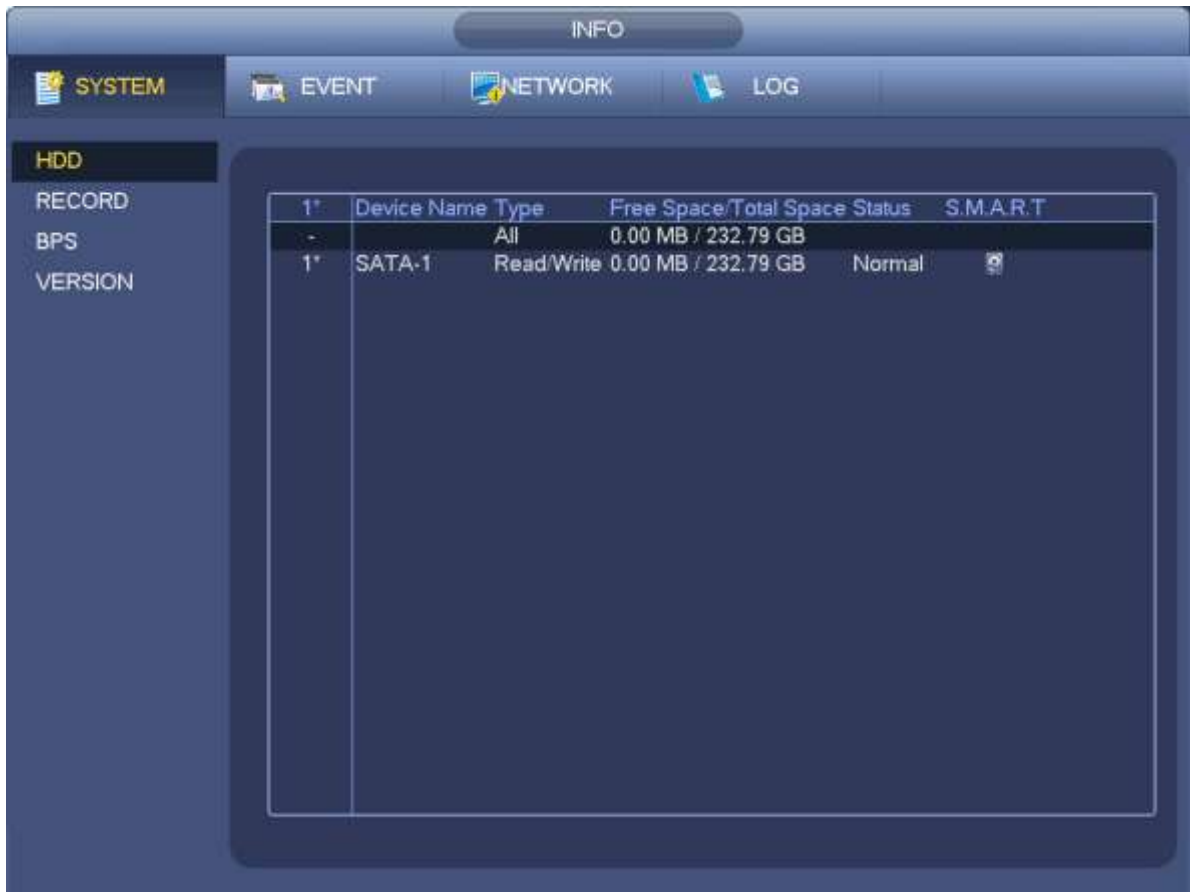 INFO
SYSTEM EVENT NETWORK LOG
HDD
RECORD
BPS
VERSION
1* Device Name Type Free Space/Total Space Status S.M.A.R.T
- All 0.00 MB / 232.79 GB
1* SATA-1 Read/Write 0.00 MB / 232.79 GB Normal